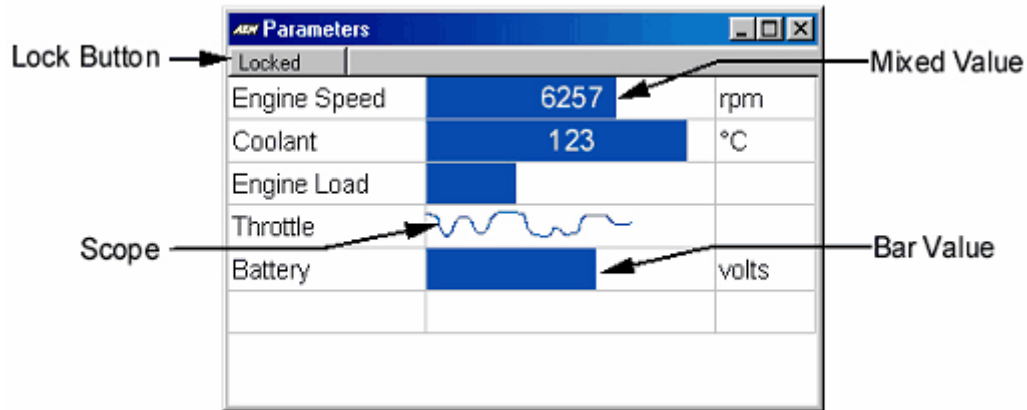 AEM Parameters
Lock Button
Locked
Mixed Value
Engine Speed 6257 rpm
Coolant 123 °C
Engine Load
Throttle
Scope
Bar Value
Battery volts